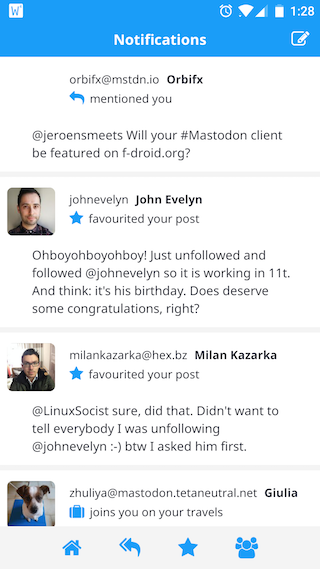 1:28
Notifications
orbifx@mstdn.io Orbifx
mentioned you
@jeroensmeets Will your #Mastodon client
be featured on f-droid.org?
johnevelyn John Evelyn
favourited your post
Ohboyohboyohboy! Just unfollowed and
followed @johnevelyn so it is working in 11t.
And think: it's his birthday. Does deserve
some congratulations, right?
milankazarka@hex.bz Milan Kazarka
favourited your post
@LinuxSocist sure, did that. Didn't want to
tell everybody I was unfollowing
@johnevelyn :-) btw I asked him first.
zhuliya@mastodon.tetaneutral.net Giulia
joins you on your travels